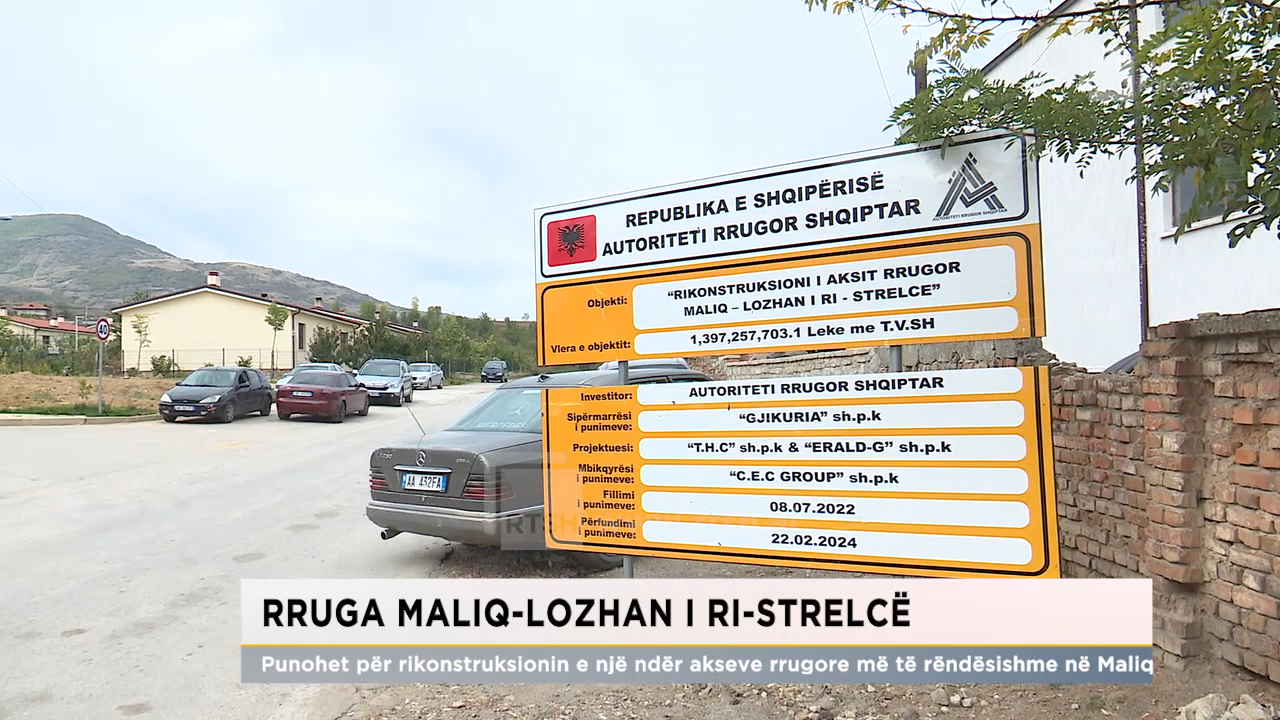 REPUBLIKA E SHQIPËRISË
AUTORITETI RRUGOR SHQIPTAR
AUTORITETI RRUGOR SHQIPTAR
Objekti:
“RIKONSTRUKSIONI I AKSIT RRUGOR
MALIQ – LOZHAN I RI - STRELCE”
Vlera e objektit:
1,397,257,703.1 Leke me T.V.SH
Investitor:
AUTORITETI RRUGOR SHQIPTAR
Sipërmarrësi
i punimeve:
“GJIKURIA” sh.p.k
Projektuesi:
“T.H.C” sh.p.k & “ERALD-G” sh.p.k
Mbikqyrësi
i punimeve:
“C.E.C GROUP” sh.p.k
Fillimi
i punimeve:
08.07.2022
Përfundimi
i punimeve:
22.02.2024
40
AA 432FA
RRUGA MALIQ-LOZHAN I RI-STRELCË
Punohet për rikonstruksionin e një ndër akseve rrugore më të rëndësishme në Maliq